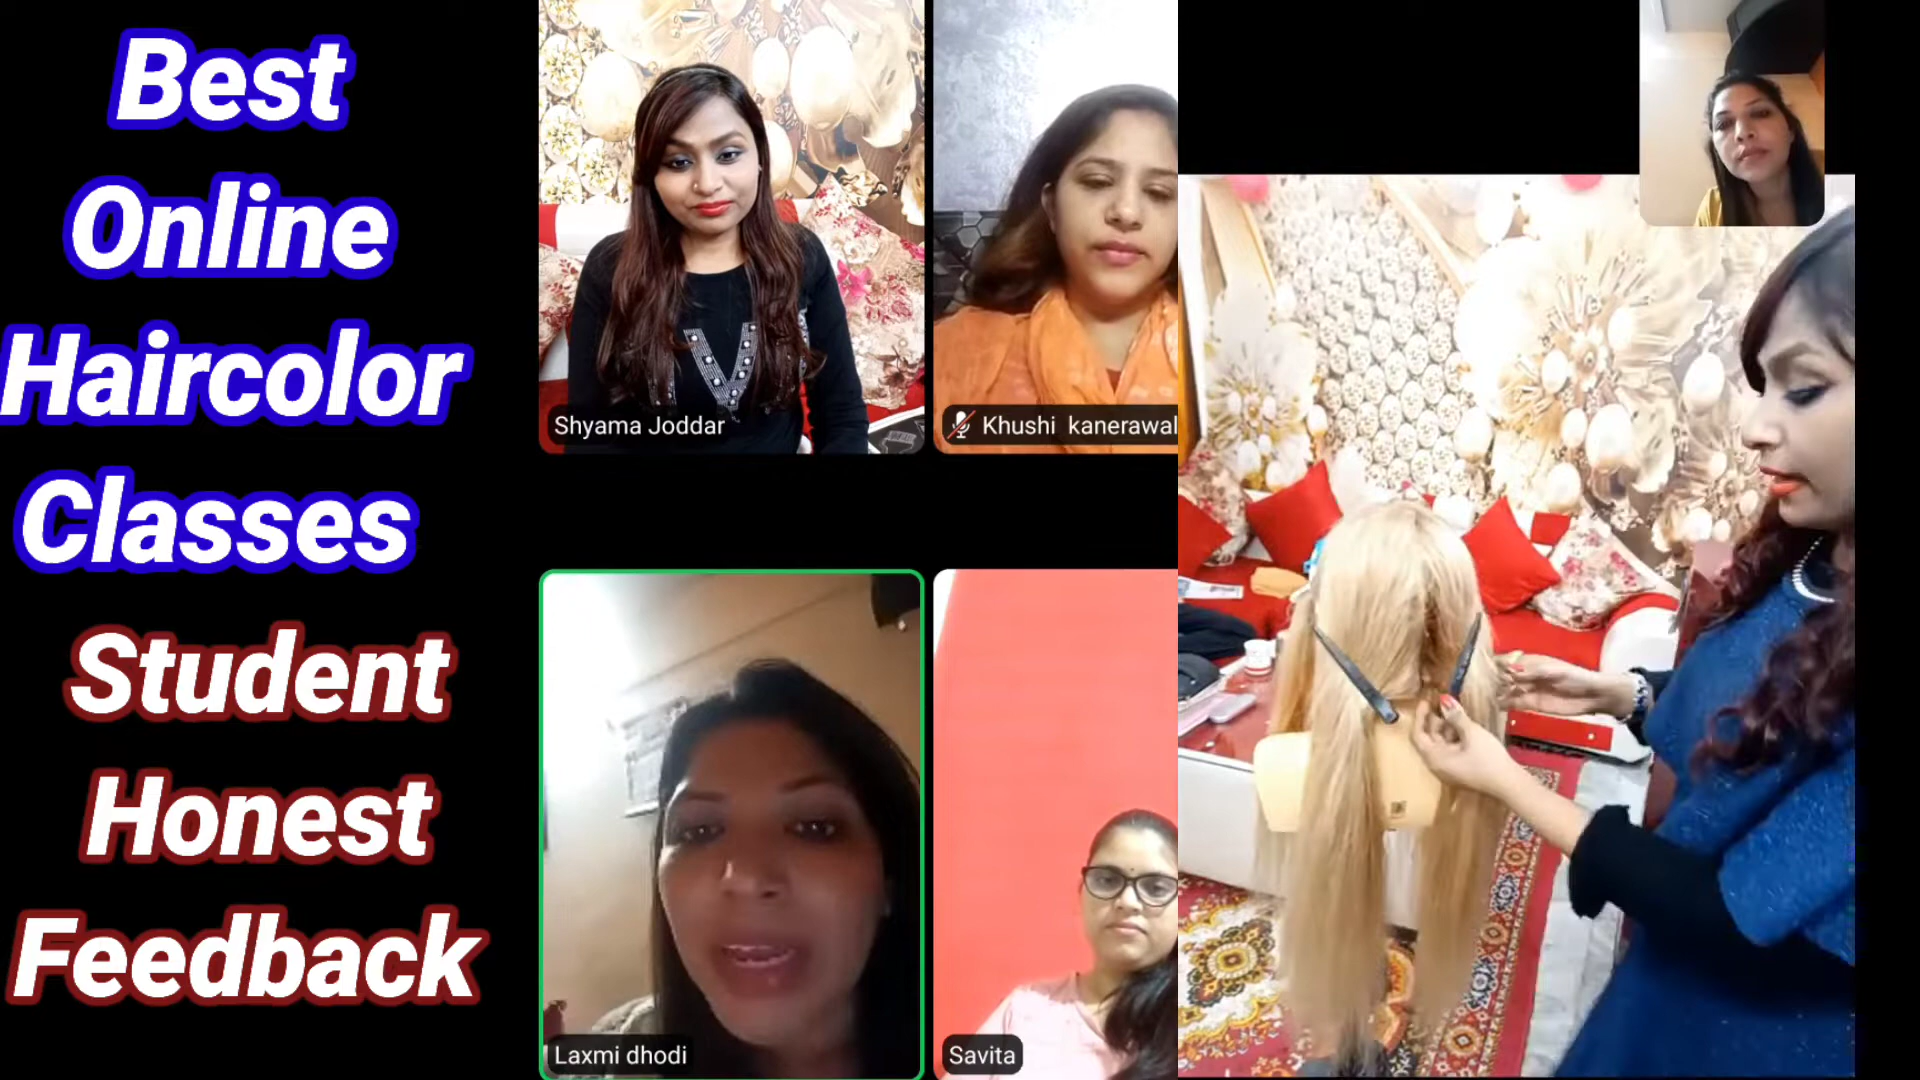 Best
Online
Haircolor
Classes
Student
Honest
Feedback
Shyama Joddar
Khushi kanerawal
Laxmi dhodi
Savita